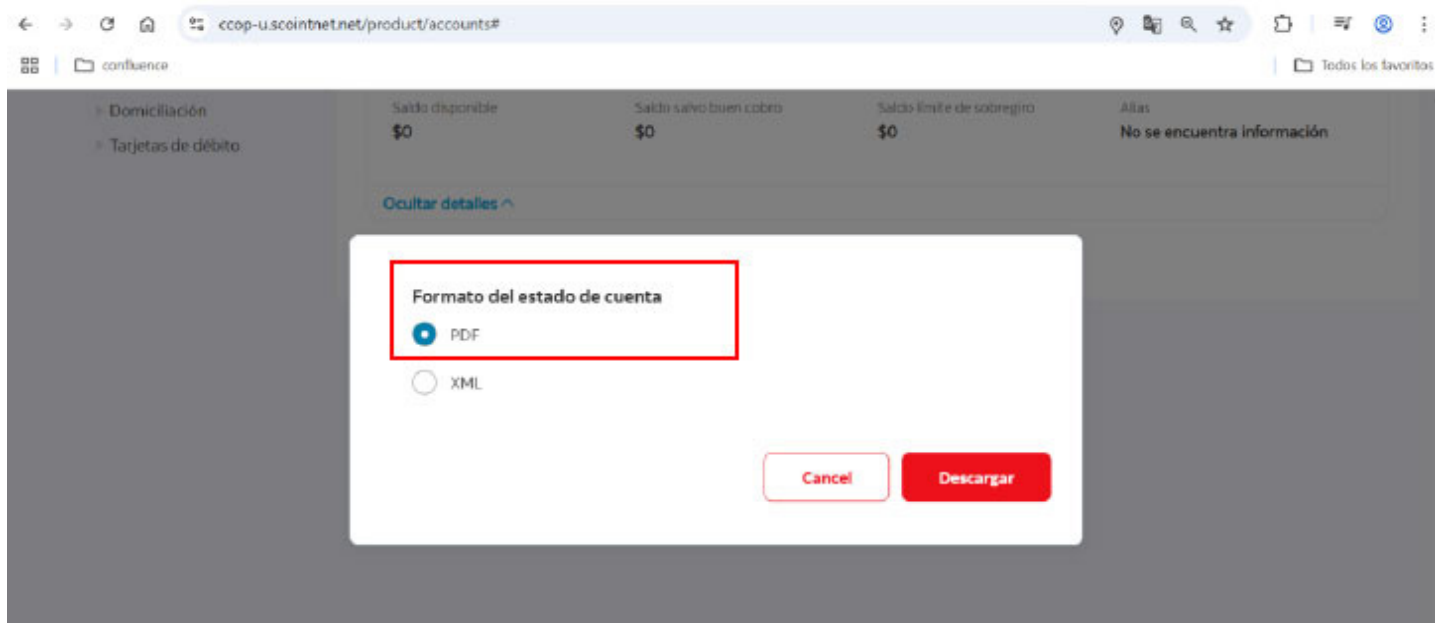 ccop-u.scointnet.net/product/accounts#
confluence
Todos los favoritos
Domiciliación
Tarjetas de débito
Saldo disponible
Saldo salvo buen cobro
Saldo límite de sobregiro
Alias
$0
$0
$0
No se encuentra información
Ocultar detalles
Formato del estado de cuenta
PDF
XML
Cancel
Descargar